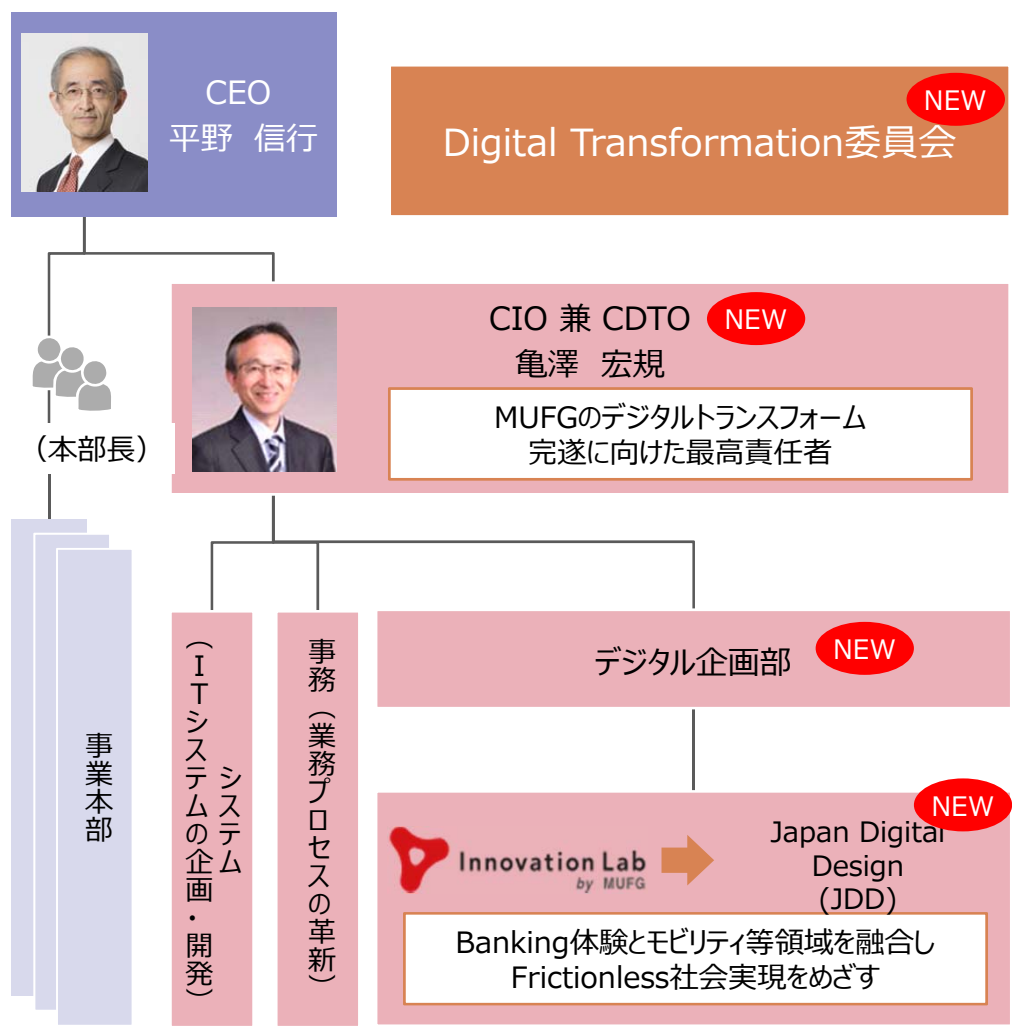 CEO
平野 信行
NEW
Digital Transformation委員会
CIO 兼 CDTO
NEW
亀澤 宏規
MUFGのデジタルトランスフォーム
完遂に向けた最高責任者
（本部長）
事業本部
システム
（ITシステムの企画・開発）
事務（業務プロセスの革新）
デジタル企画部
NEW
NEW
Innovation Lab
by MUFG
Japan Digital
Design
(JDD)
Banking体験とモビリティ等領域を融合し
Frictionless社会実現をめざす